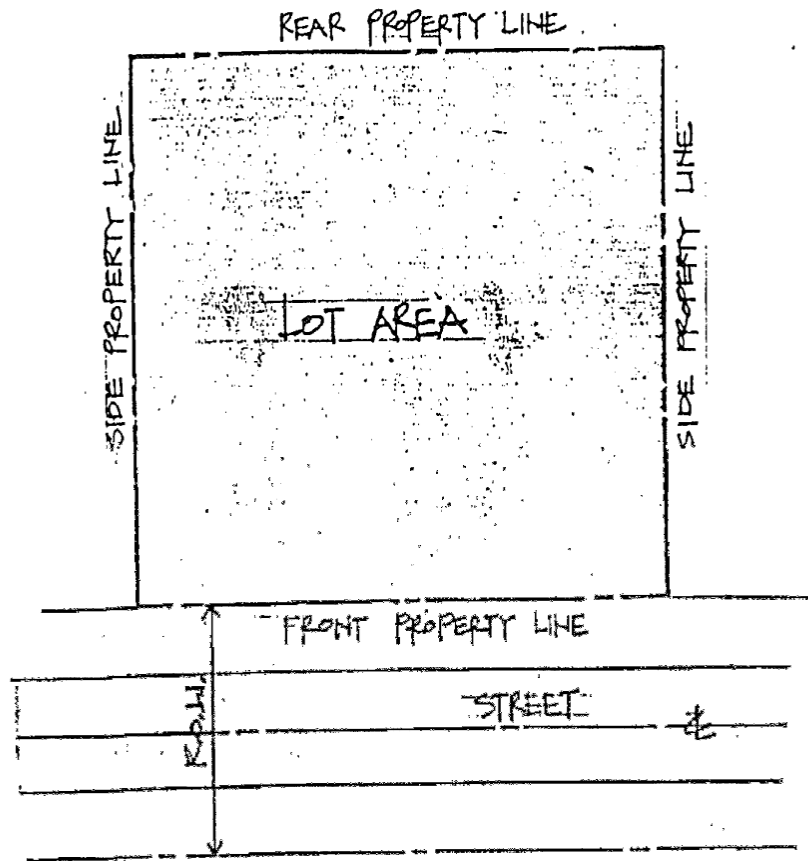 REAR PROPERTY LINE
SIDE PROPERTY LINE
SIDE PROPERTY LINE
LOT AREA
FRONT PROPERTY LINE
R.O.W.
STREET
℄